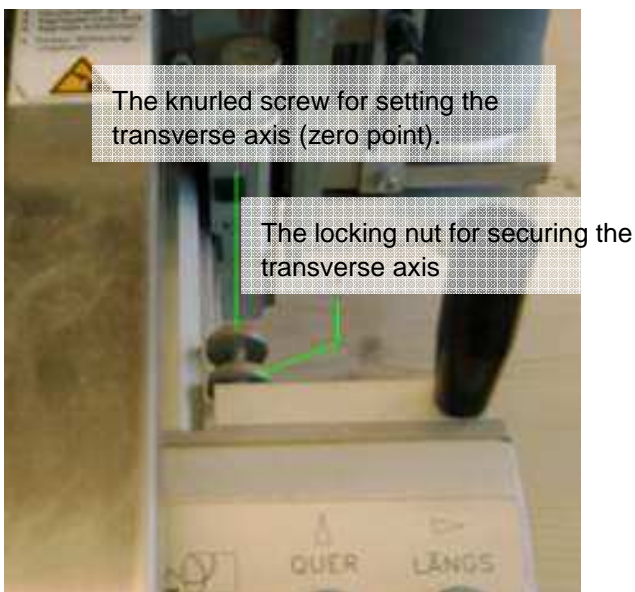 The knurled screw for setting the
transverse axis (zero point).
The locking nut for securing the
transverse axis
QUER
LÄNGS